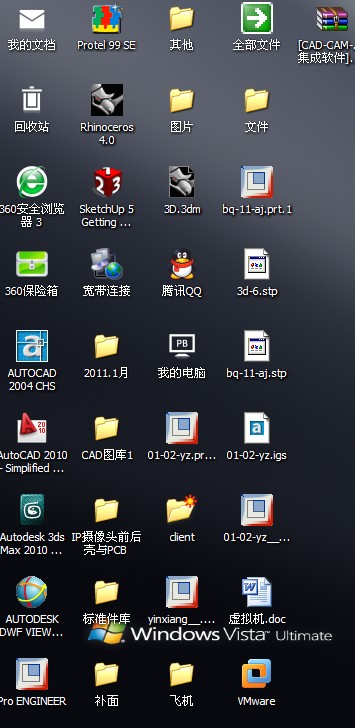 我的文档
Protel 99 SE
其他
全部文件
[CAD-CAM-.
集成软件].
回收站
Rhinoceros
4.0
图片
文件
360安全浏览
器 3
SketchUp 5
Getting ...
3D.3dm
bq-11-aj.prt.1
360保险箱
宽带连接
腾讯QQ
3d-6.stp
AUTOCAD
2004 CHS
2011.1月
PB
我的电脑
bq-11-aj.stp
AutoCAD 2010
- Simplified ...
CAD图库1
01-02-yz.pr...
01-02-yz.igs
Autodesk 3ds
Max 2010 ...
IP摄像头前后
壳与PCB
client
01-02-yz__...
AUTODESK
DWF VIEW...
标准件库
yinxiang__....
虚拟机.doc
Windows Vista™ Ultimate
Pro ENGINEER
补面
飞机
VMware